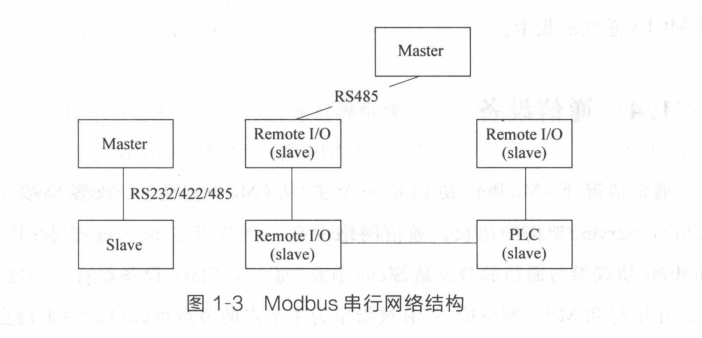 Master
RS485
Master
Remote I/O
(slave)
Remote I/O
(slave)
RS232/422/485
Slave
Remote I/O
(slave)
PLC
(slave)
图 1-3 Modbus 串行网络结构